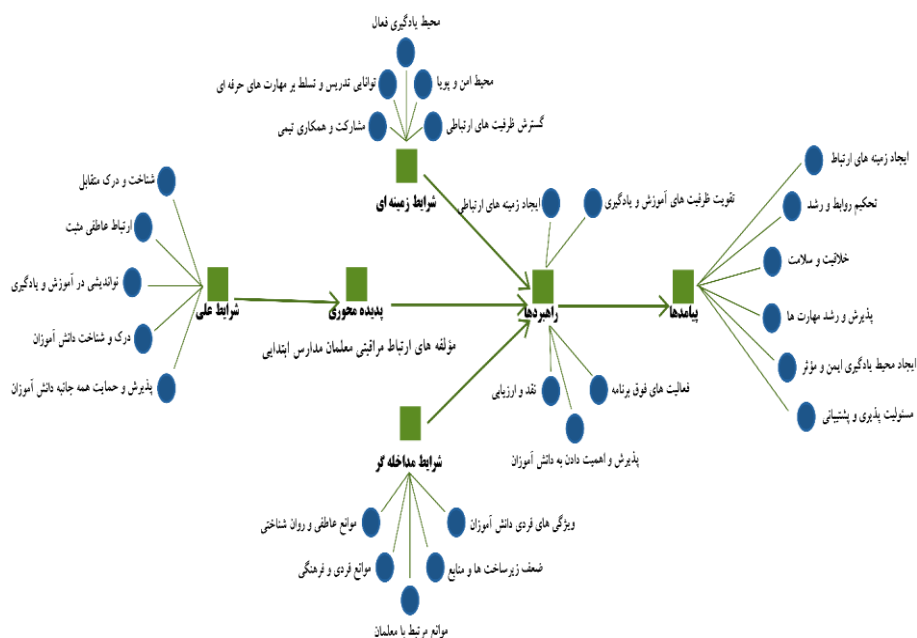 محیط یادگیری فعال
توانایی تدریس و تسلط بر مهارت های حرفه ای
محیط امن و پویا
مشارکت و همکاری تیمی
گسترش ظرفیت های ارتباطی
شرایط زمینه ای
شناخت و درک متقابل
ارتباط عاطفی مثبت
نواندیشی در آموزش و یادگیری
درک و شناخت دانش آموزان
پذیرش و حمایت همه جانبه دانش آموزان
شرایط علی
پدیده محوری
مؤلفه های ارتباط مراقبتی معلمان مدارس ابتدایی
ایجاد زمینه های ارتباطی
تقویت ظرفیت های آموزش و یادگیری
راهبردها
نقد و ارزیابی
فعالیت های فوق برنامه
پذیرش و اهمیت دادن به دانش آموزان
پیامدها
ایجاد زمینه های ارتباط
تحکیم روابط و رشد
خلاقیت و سلامت
پذیرش و رشد مهارت ها
ایجاد محیط یادگیری ایمن و مؤثر
مسئولیت پذیری و پشتیبانی
شرایط مداخله گر
موانع عاطفی و روان شناختی
ویژگی های فردی دانش آموزان
موانع فردی و فرهنگی
ضعف زیرساخت ها و منابع
موانع مرتبط با معلمان